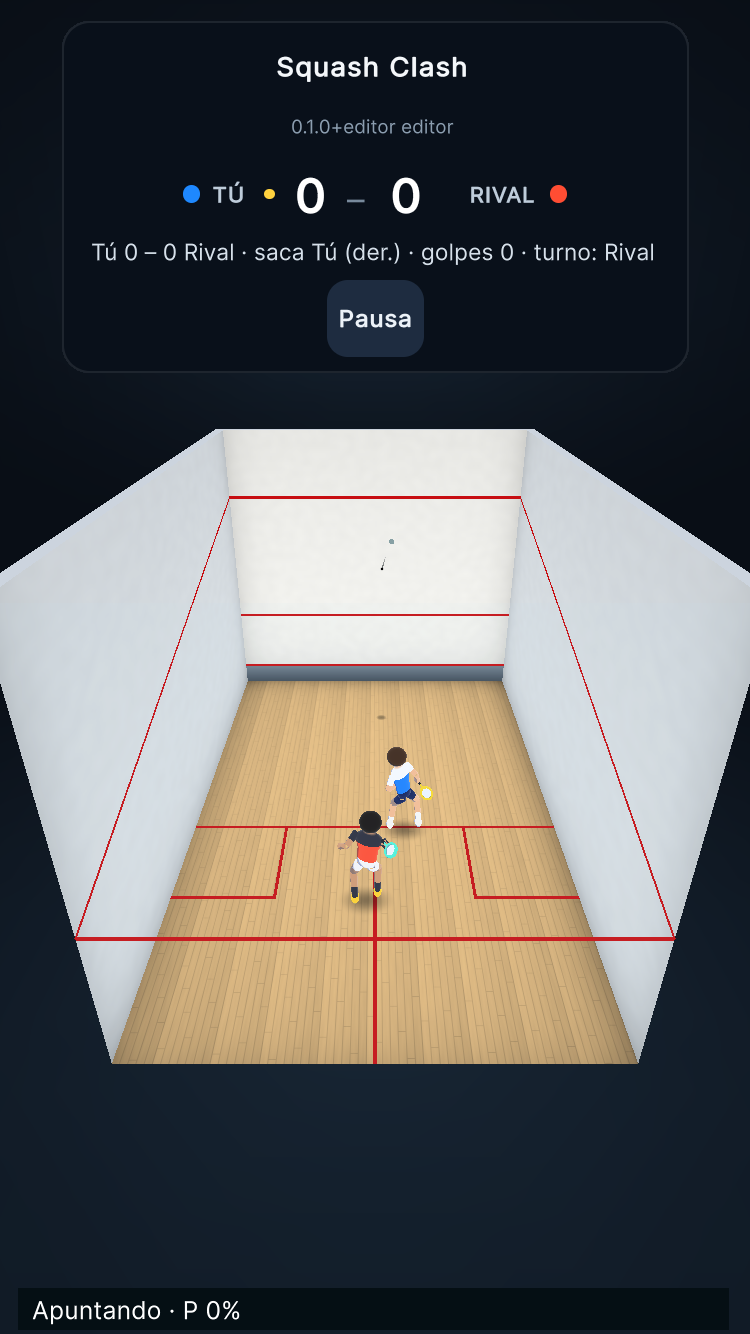 Squash Clash
0.1.0+editor editor
TÚ 0 – 0 RIVAL
Tú 0 – 0 Rival · saca Tú (der.) · golpes 0 · turno: Rival
Pausa
Apuntando · P 0%